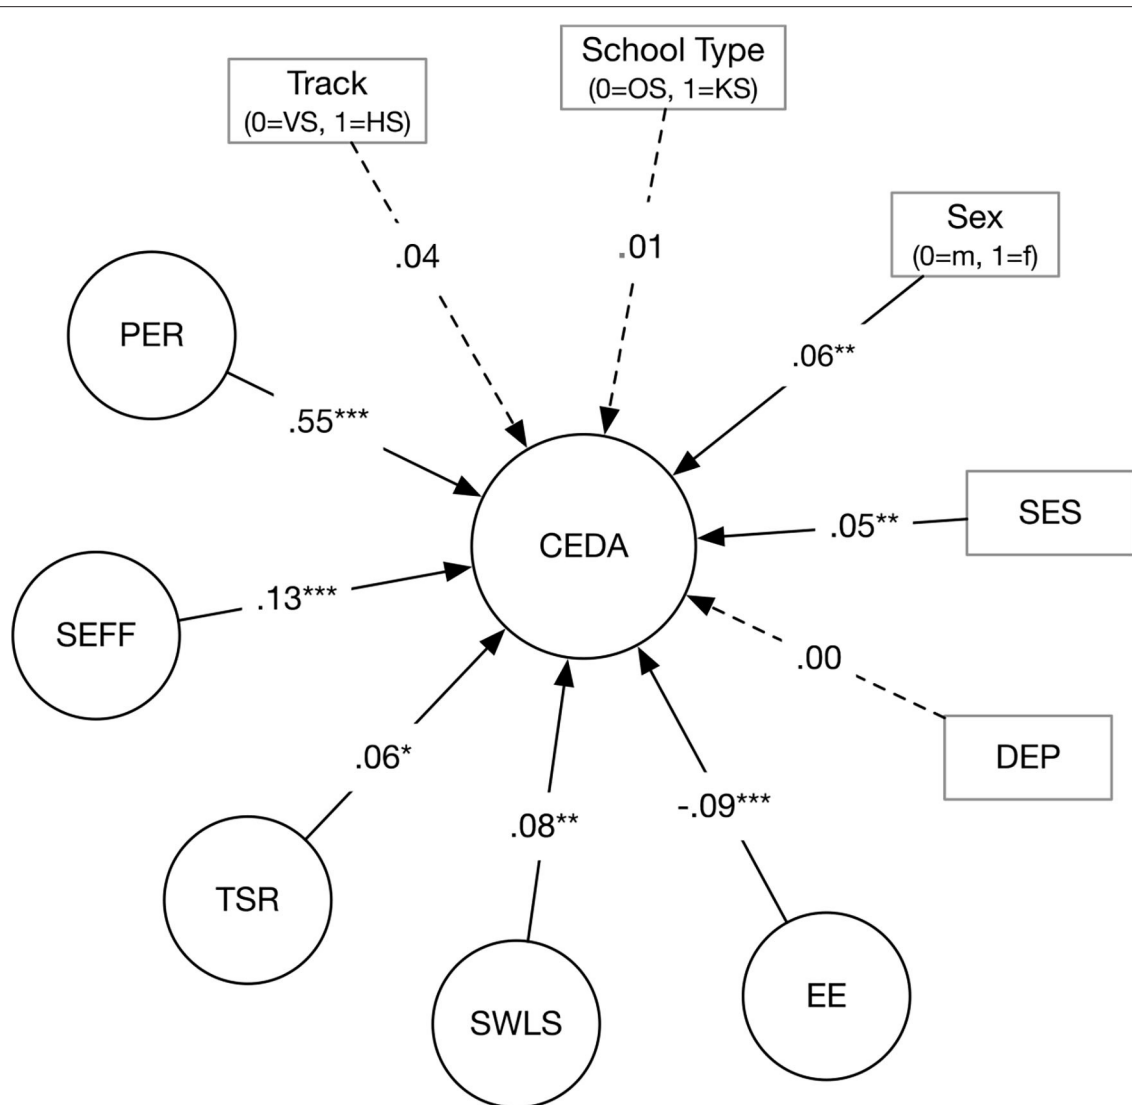 School Type
(0=OS, 1=KS)
Track
(0=VS, 1=HS)
Sex
(0=m, 1=f)
.04
.01
PER
.06**
.55***
SES
.05**
CEDA
.13***
SEFF
.00
.06*
DEP
-.09***
.08**
TSR
EE
SWLS